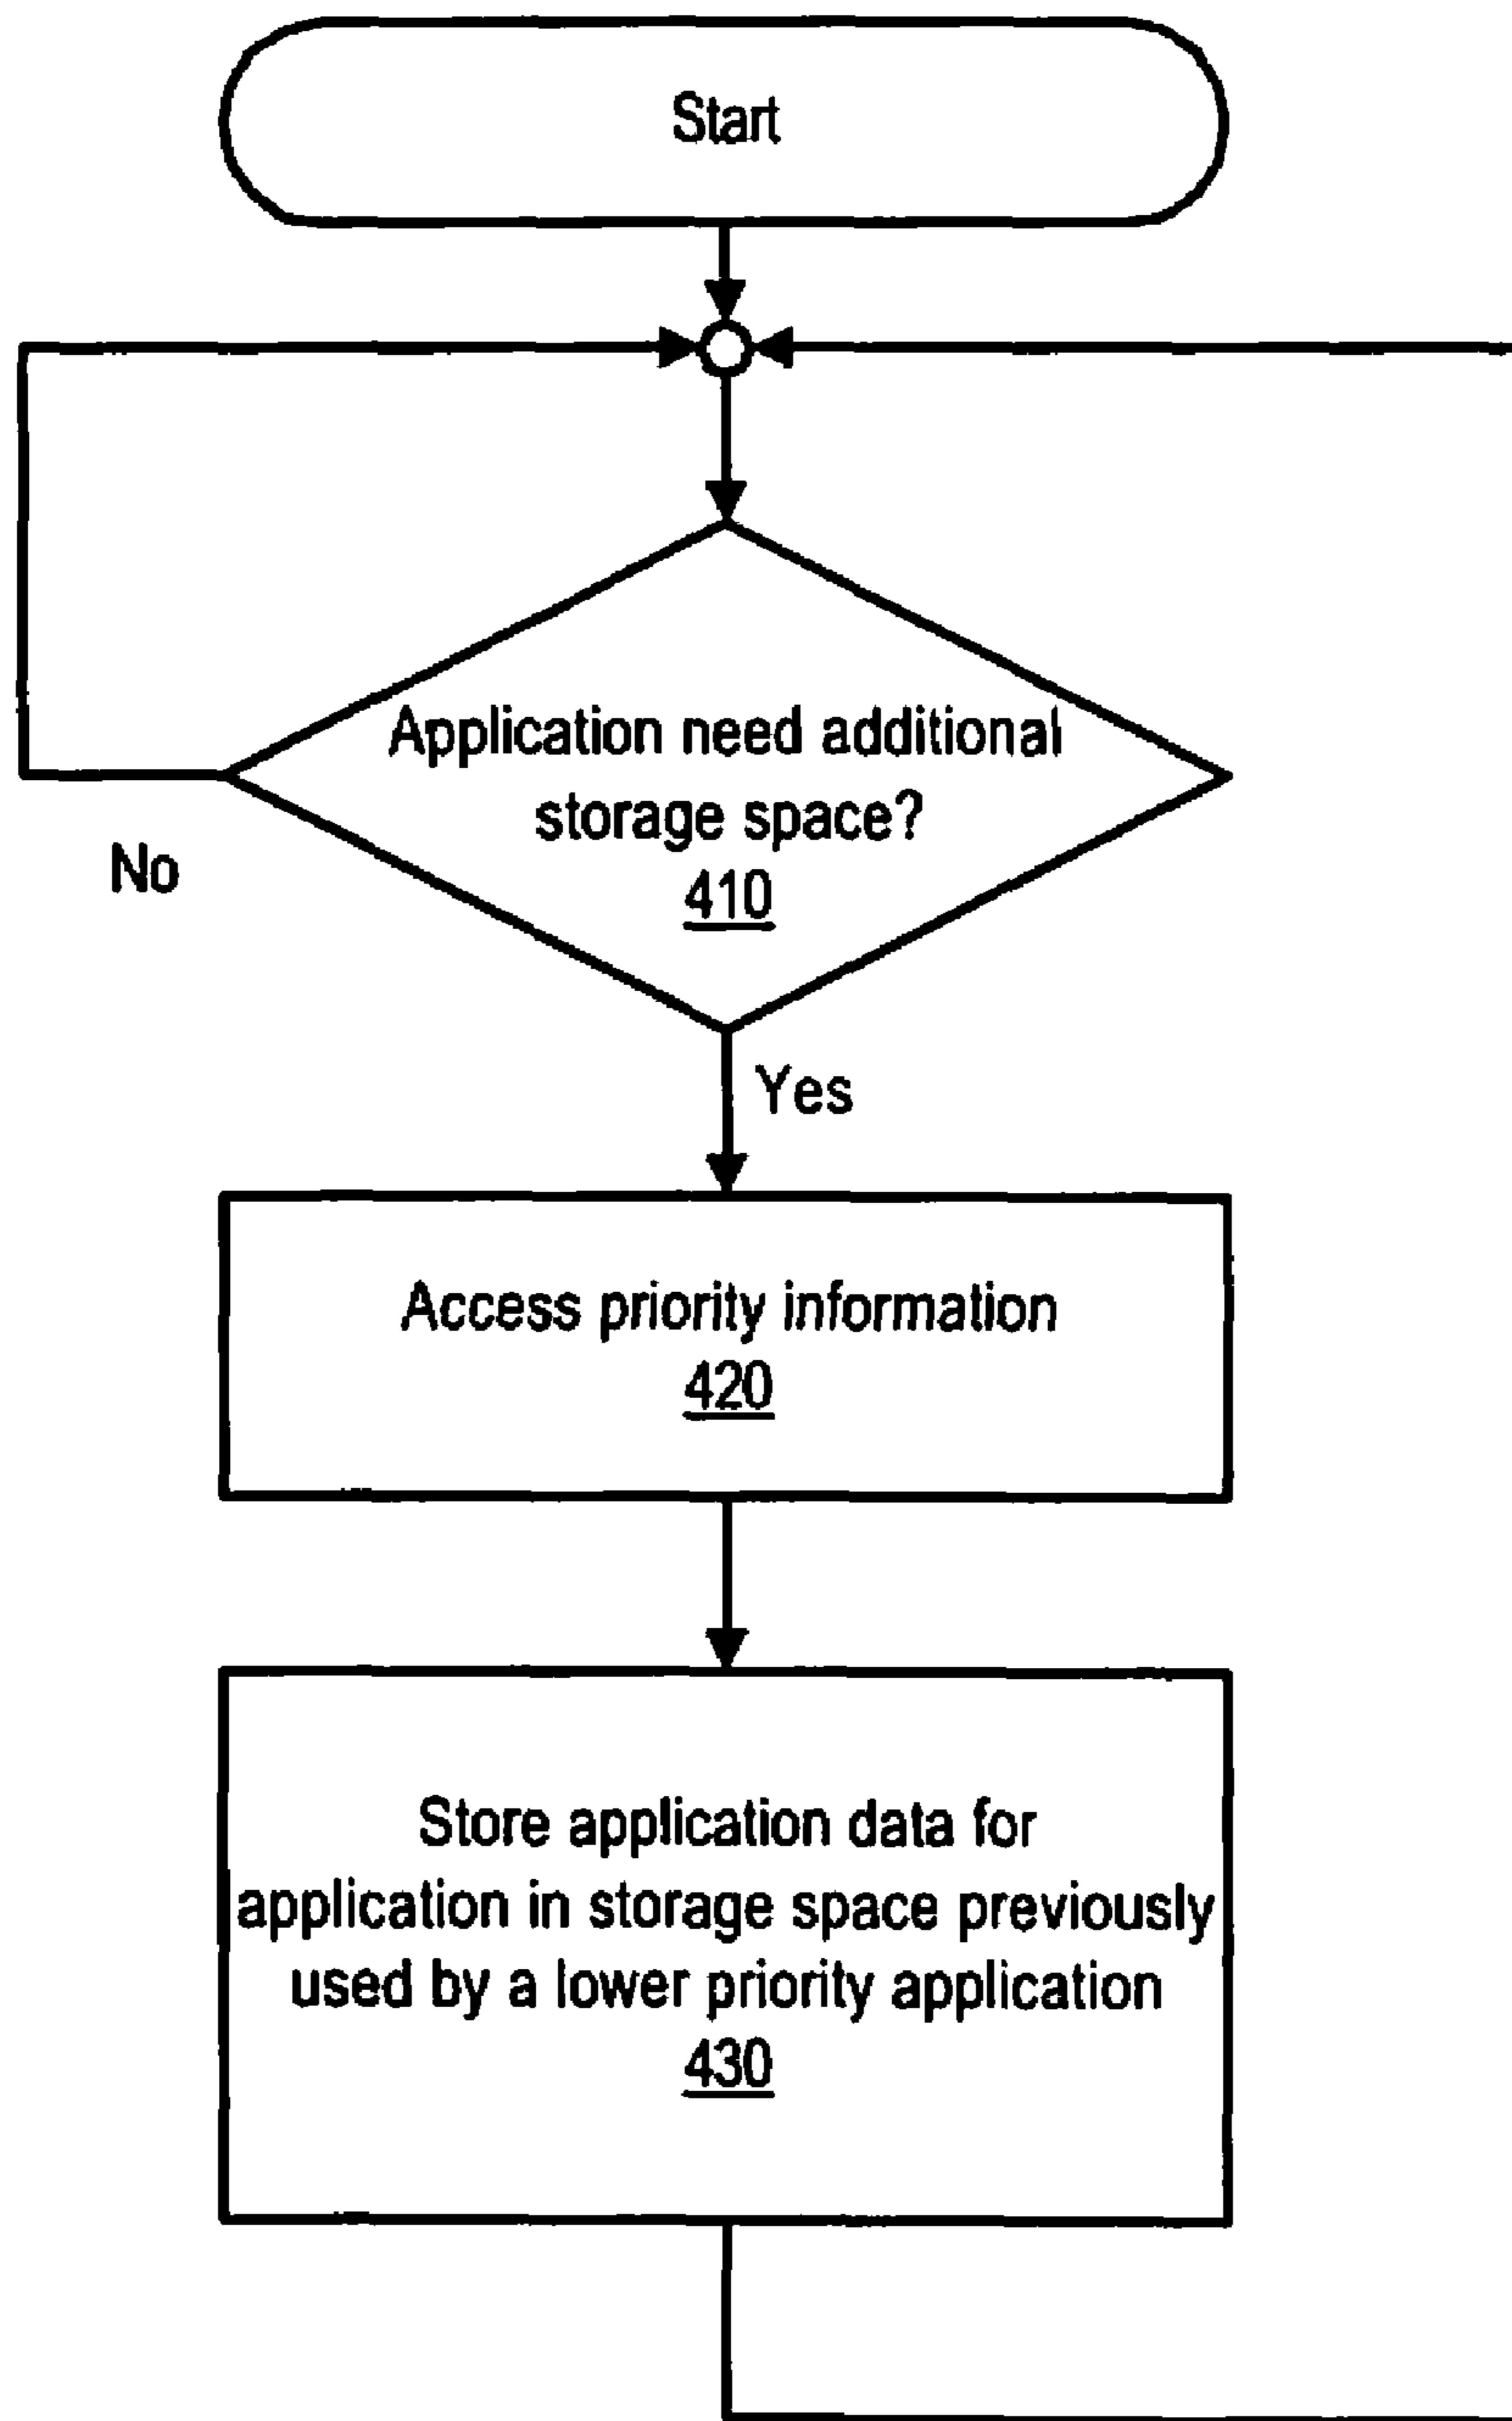 Start
Application need additional
storage space?
410
No
Yes
Access priority information
420
Store application data for
application in storage space previously
used by a lower priority application
430